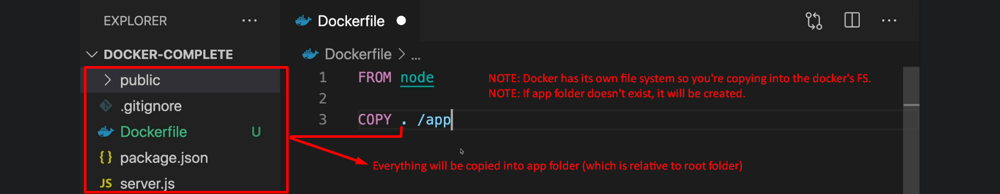 EXPLORER ...
Dockerfile ●
DOCKER-COMPLETE
Dockerfile > ...
public
1 FROM node
NOTE: Docker has its own file system so you're copying into the docker's FS.
2
NOTE: If app folder doesn't exist, it will be created.
.gitignore
3 COPY . /app
Dockerfile U
package.json
Everything will be copied into app folder (which is relative to root folder)
JS server.js